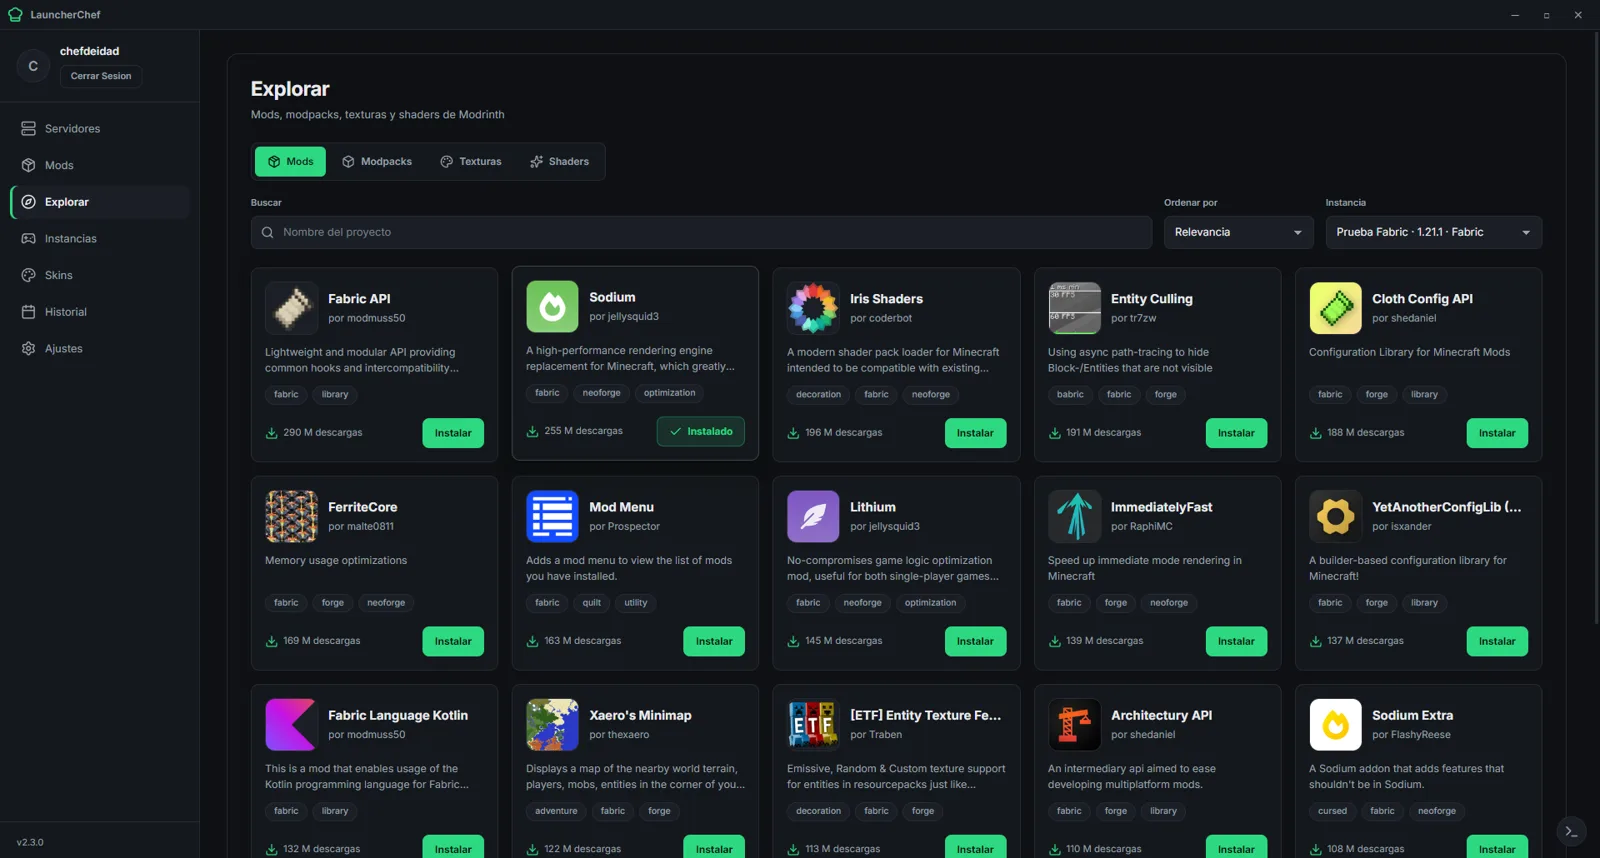 LauncherChef
C
chefdeidad
Cerrar Sesion
Servidores
Mods
Explorar
Instancias
Skins
Historial
Ajustes
v2.3.0
Explorar
Mods, modpacks, texturas y shaders de Modrinth
Mods Modpacks Texturas Shaders
Buscar
Nombre del proyecto
Ordenar por
Relevancia
Instancia
Prueba Fabric · 1.21.1 · Fabric
Fabric API
por modmuss50
Lightweight and modular API providing
common hooks and intercompatibility...
fabric library
290 M descargas
Instalar
Sodium
por jellysquid3
A high-performance rendering engine
replacement for Minecraft, which greatly...
fabric neoforge optimization
255 M descargas
Instalado
Iris Shaders
por coderbot
A modern shader pack loader for Minecraft
intended to be compatible with existing...
decoration fabric neoforge
196 M descargas
Instalar
30 FPS
60 FPS
Entity Culling
por tr7zw
Using async path-tracing to hide
Block-/Entities that are not visible
babric fabric forge
191 M descargas
Instalar
Cloth Config API
por shedaniel
Configuration Library for Minecraft Mods
fabric forge library
188 M descargas
Instalar
FerriteCore
por malte0811
Memory usage optimizations
fabric forge neoforge
169 M descargas
Instalar
Mod Menu
por Prospector
Adds a mod menu to view the list of mods
you have installed.
fabric quilt utility
163 M descargas
Instalar
Lithium
por jellysquid3
No-compromises game logic optimization
mod, useful for both single-player games...
fabric neoforge optimization
145 M descargas
Instalar
ImmediatelyFast
por RaphiMC
Speed up immediate mode rendering in
Minecraft
fabric forge neoforge
139 M descargas
Instalar
YetAnotherConfigLib (...
por isxander
A builder-based configuration library for
Minecraft!
fabric forge library
137 M descargas
Instalar
Fabric Language Kotlin
por modmuss50
This is a mod that enables usage of the
Kotlin programming language for Fabric...
fabric library
132 M descargas
Instalar
Xaero's Minimap
por thexaero
Displays a map of the nearby world terrain,
players, mobs, entities in the corner of you...
adventure fabric forge
122 M descargas
Instalar
ETF
[ETF] Entity Texture Fe...
por Traben
Emissive, Random & Custom texture support
for entities in resourcepacks just like...
decoration fabric forge
113 M descargas
Instalar
Architectury API
por shedaniel
An intermediary api aimed to ease
developing multiplatform mods.
fabric forge library
110 M descargas
Instalar
Sodium Extra
por FlashyReese
A Sodium addon that adds features that
shouldn't be in Sodium.
cursed fabric neoforge
108 M descargas
Instalar